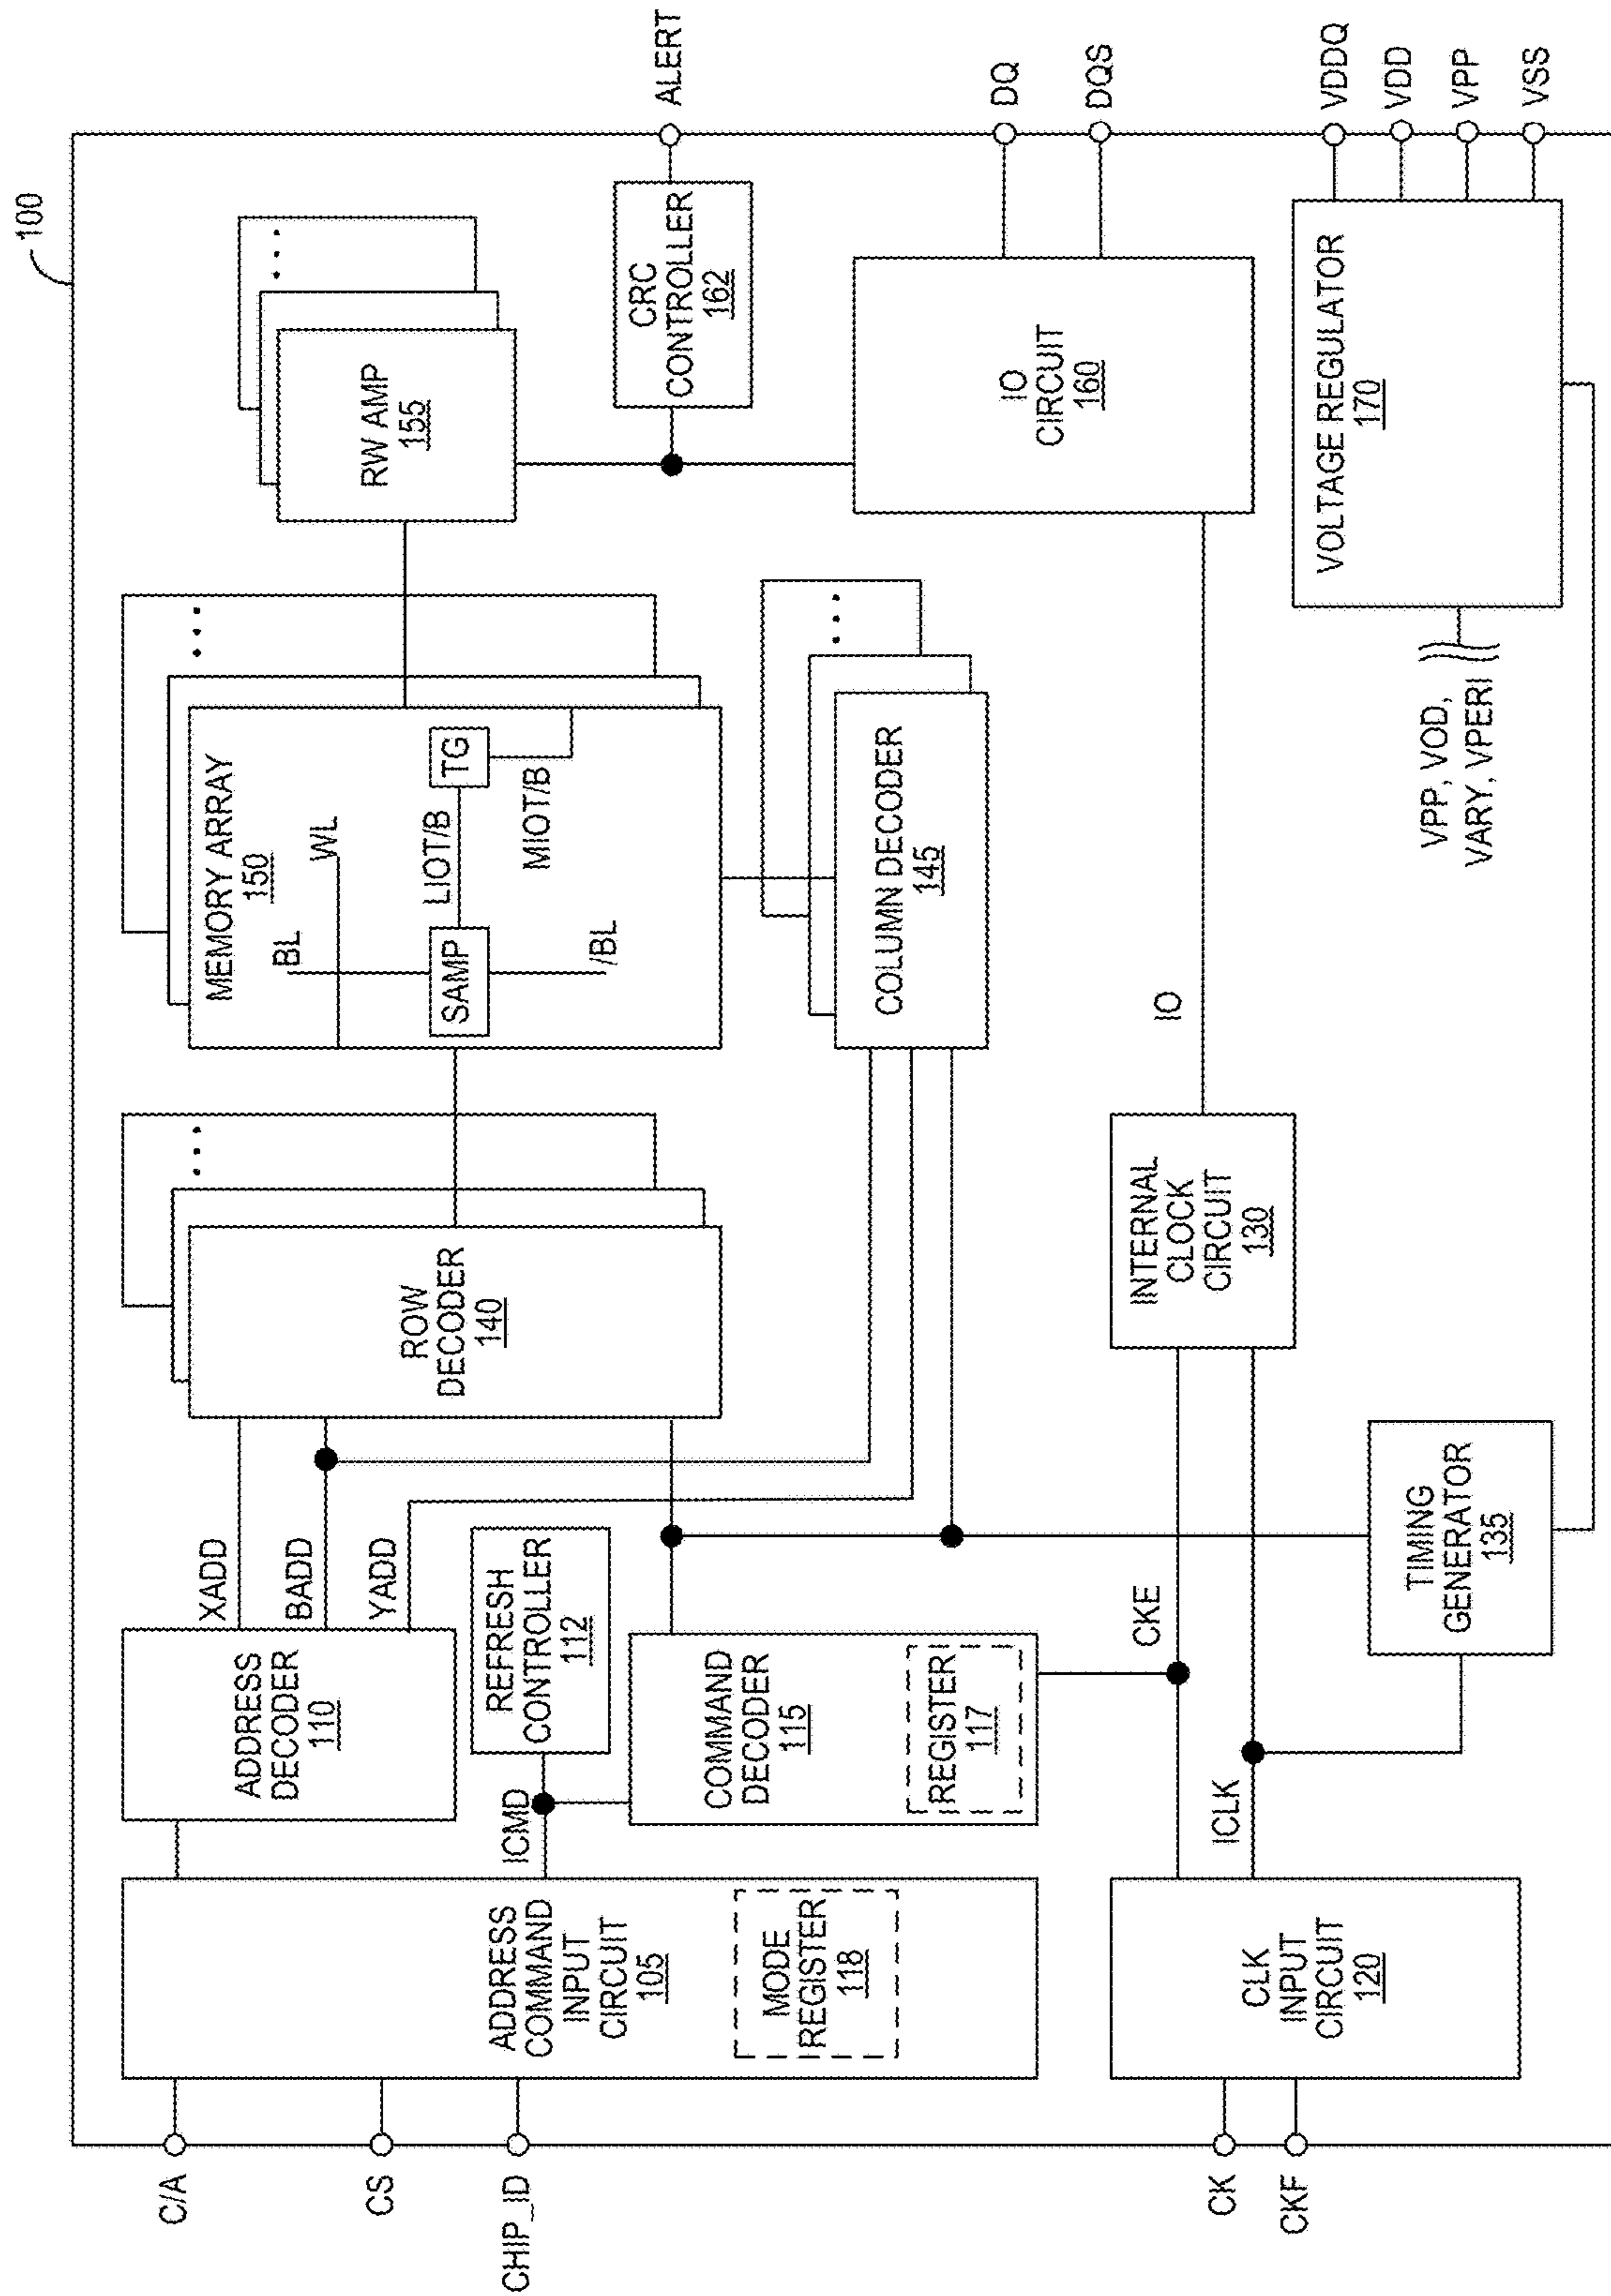 100
C/A
CS
CHIP_ID
CK
CKF
ADDRESS
COMMAND
INPUT
CIRCUIT
105
MODE
REGISTER
118
CLK
INPUT
CIRCUIT
120
ADDRESS
DECODER
110
ICMD
REFRESH
CONTROLLER
112
COMMAND
DECODER
115
REGISTER
117
ICLK
CKE
XADD
BADD
YADD
TIMING
GENERATOR
135
ROW
DECODER
140
INTERNAL
CLOCK
CIRCUIT
130
IO
MEMORY ARRAY
150
BL
WL
SAMP
/BL
LIOT/B
TG
MIOT/B
COLUMN DECODER
145
RW AMP
155
CRC
CONTROLLER
162
IO
CIRCUIT
160
VOLTAGE REGULATOR
170
VPP, VOD,
VARY, VPERI
ALERT
DQ
DQS
VDDQ
VDD
VPP
VSS